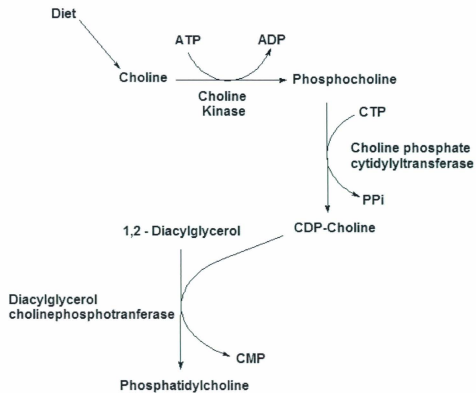 Diet
ATP
ADP
Choline
Phosphocholine
Choline
Kinase
CTP
Choline phosphate
cytidylyltransferase
PPi
1,2 - Diacylglycerol
CDP-Choline
Diacylglycerol
cholinephosphotranferase
CMP
Phosphatidylcholine